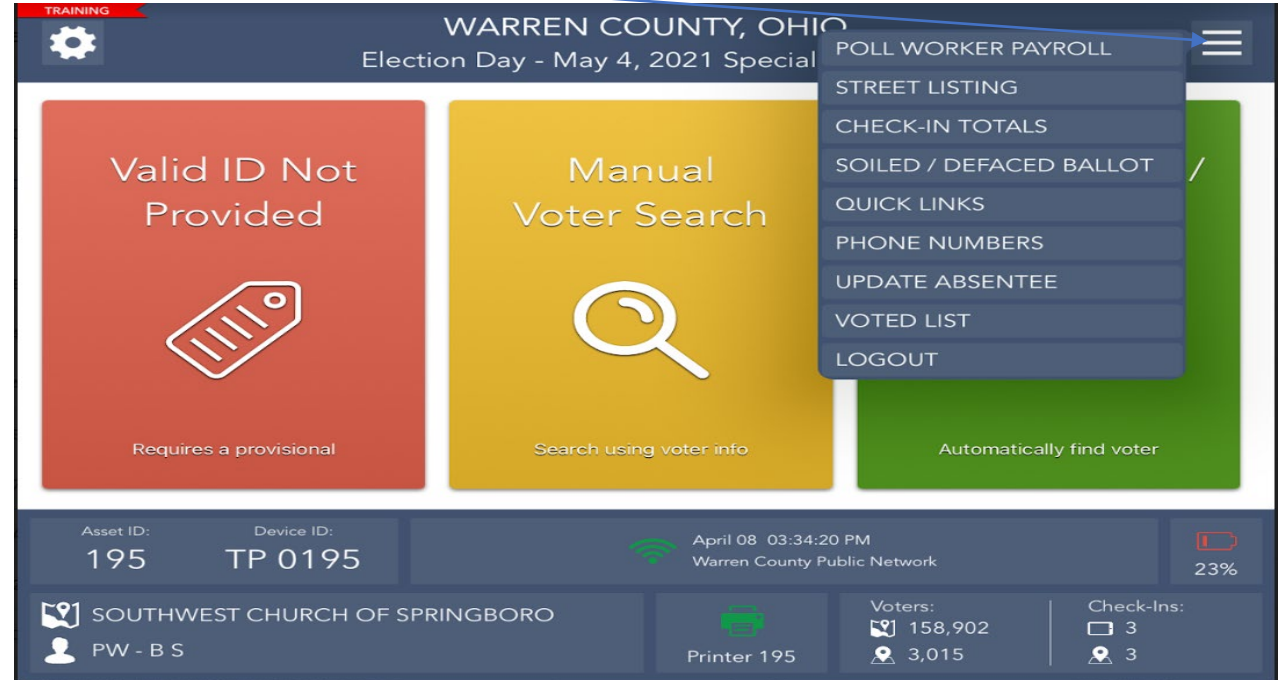 TRAINING
WARREN COUNTY, OHIO
Election Day - May 4, 2021 Special
POLL WORKER PAYROLL
STREET LISTING
CHECK-IN TOTALS
SOILED / DEFACED BALLOT
QUICK LINKS
PHONE NUMBERS
UPDATE ABSENTEE
VOTED LIST
LOGOUT
Valid ID Not
Provided
Requires a provisional
Manual
Voter Search
Search using voter info
/
Automatically find voter
Asset ID:
195
Device ID:
TP 0195
April 08 03:34:20 PM
Warren County Public Network
23%
SOUTHWEST CHURCH OF SPRINGBORO
PW - B S
Printer 195
Voters:
158,902
3,015
Check-Ins:
3
3